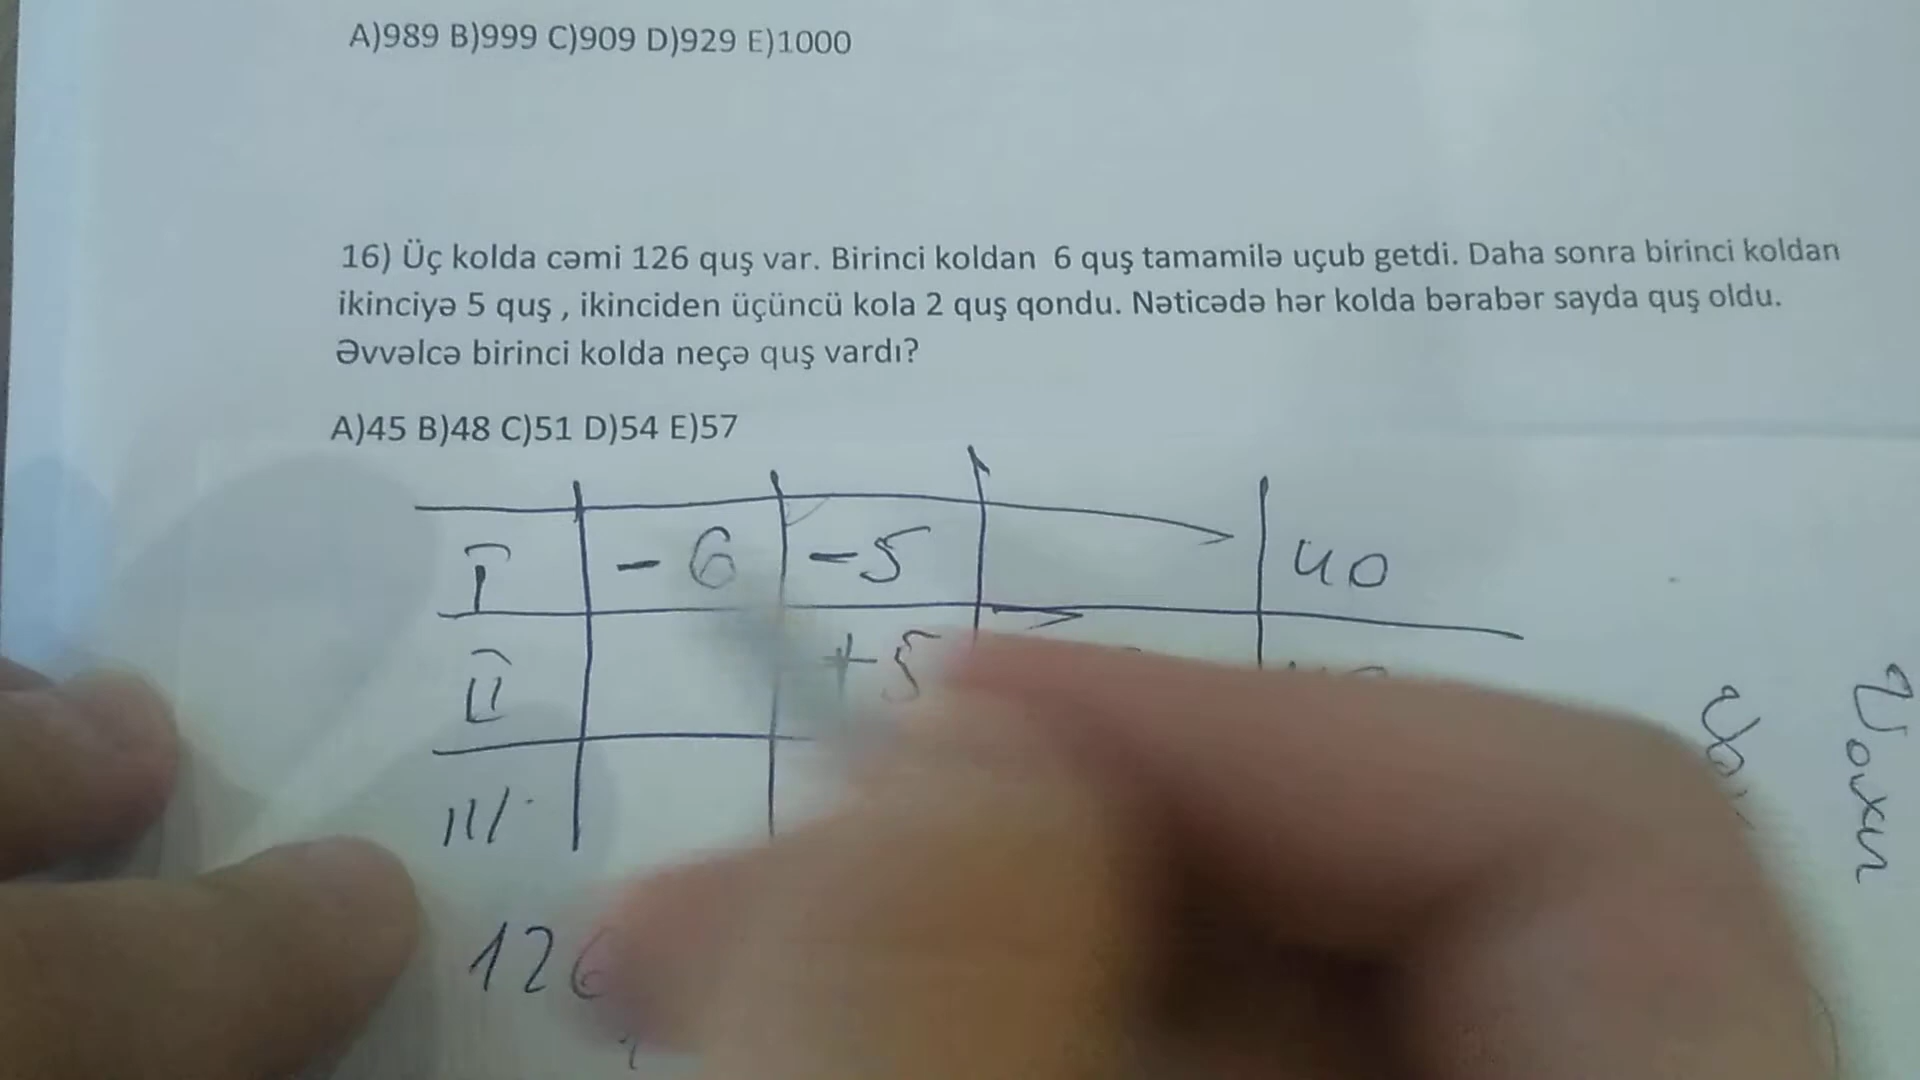 A)989 B)999 C)909 D)929 E)1000
16) Üç kolda cəmi 126 quş var. Birinci koldan 6 quş tamamilə uçub getdi. Daha sonra birinci koldan
ikinciyə 5 quş , ikinciden üçüncü kola 2 quş qondu. Nəticədə hər kolda bərabər sayda quş oldu.
Əvvəlcə birinci kolda neçə quş vardı?
A)45 B)48 C)51 D)54 E)57
I -6 -5 40
II +5
III
126